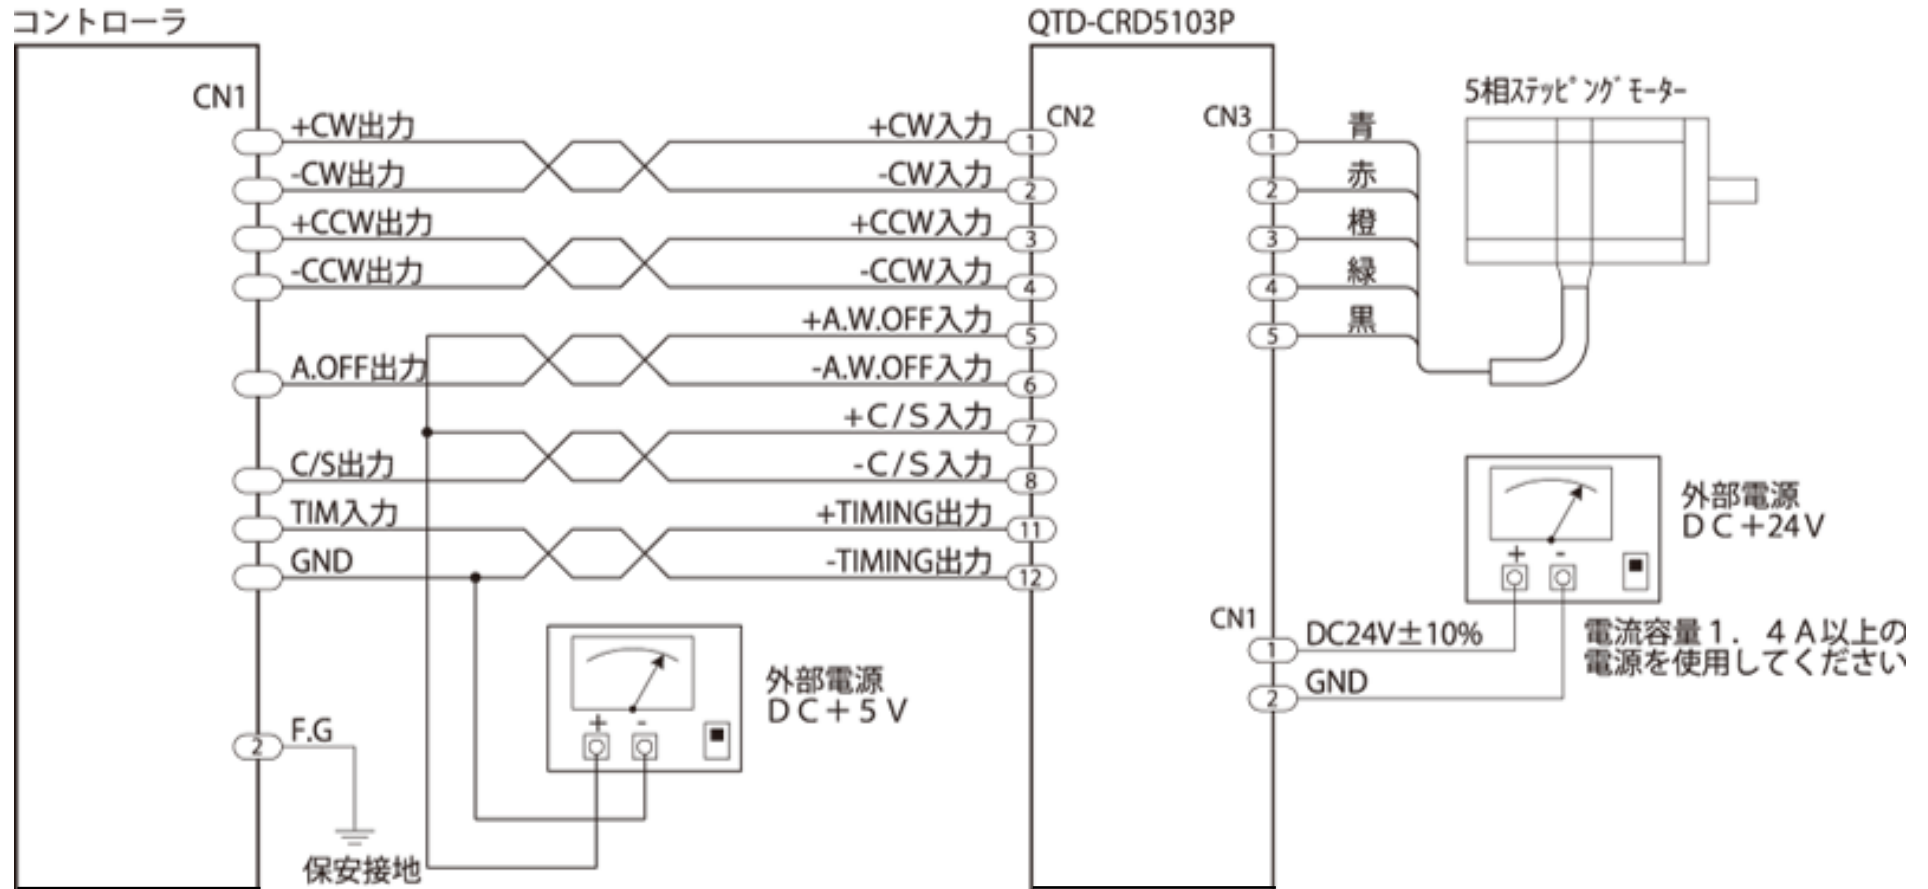 コントローラ
QTD-CRD5103P
CN1
+CW出力
-CW出力
+CCW出力
-CCW出力
A.OFF出力
C/S出力
TIM入力
GND
2
F.G
保安接地
+CW入力
-CW入力
+CCW入力
-CCW入力
+A.W.OFF入力
-A.W.OFF入力
+C/S入力
-C/S入力
+TIMING出力
-TIMING出力
CN2
1
2
3
4
5
6
7
8
11
12
+ -
外部電源
DC+5V
CN3
1
2
3
4
5
青
赤
橙
緑
黒
5相ステッピングモーター
+ -
外部電源
DC+24V
電流容量1.4A以上の
電源を使用してください
CN1
1
DC24V±10%
2
GND